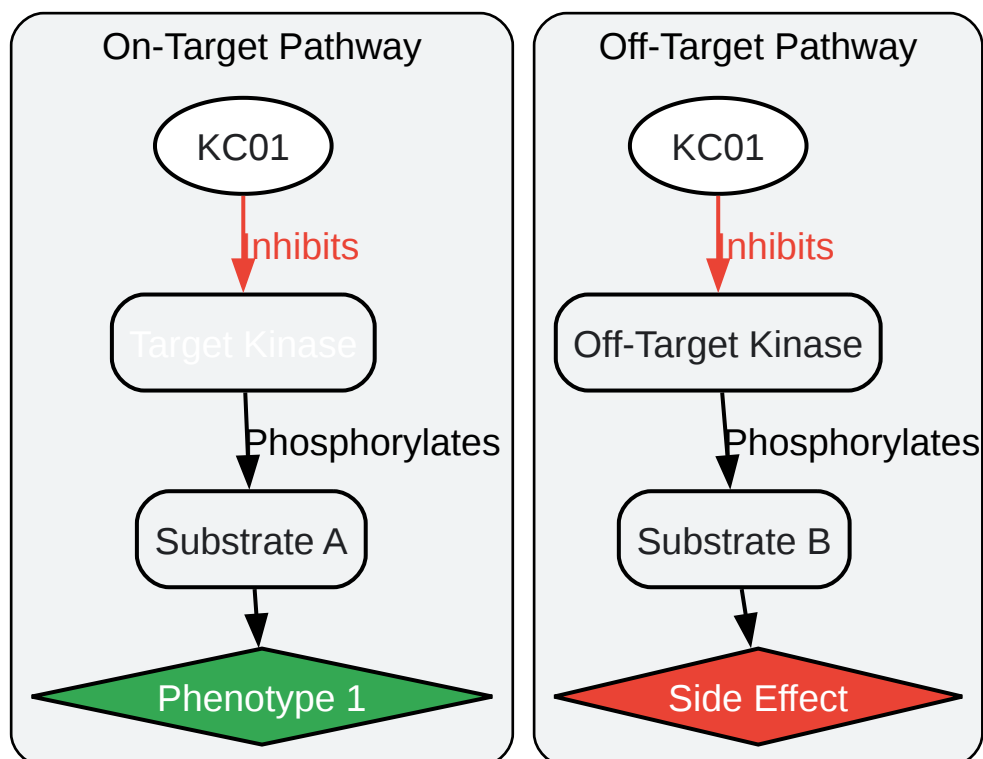 On-Target Pathway
KC01
Inhibits
Target Kinase
Phosphorylates
Substrate A
Phenotype 1
Off-Target Pathway
KC01
Inhibits
Off-Target Kinase
Phosphorylates
Substrate B
Side Effect